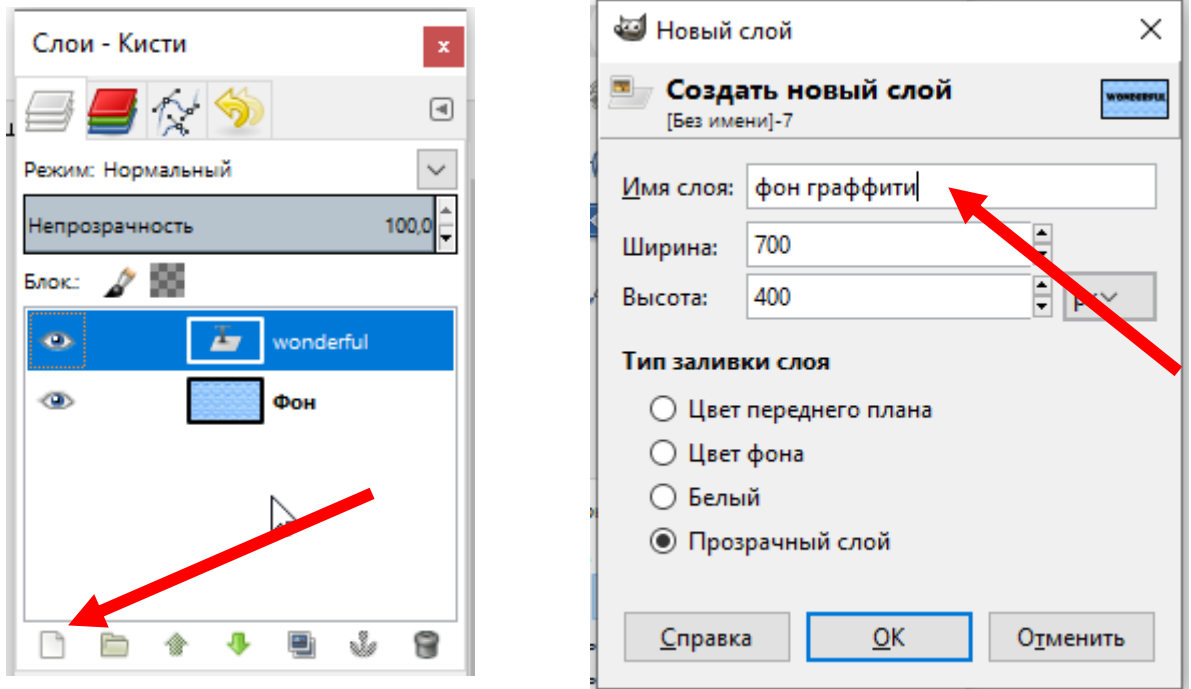 Слои - Кисти
Режим: Нормальный
Непрозрачность 100,0
Блок.:
wonderful
Фон
Новый слой
Создать новый слой
[Без имени]-7
WONDERFUL
Имя слоя: фон граффити
Ширина: 700
Высота: 400
Тип заливки слоя
Цвет переднего плана
Цвет фона
Белый
Прозрачный слой
Справка
OK
Отменить